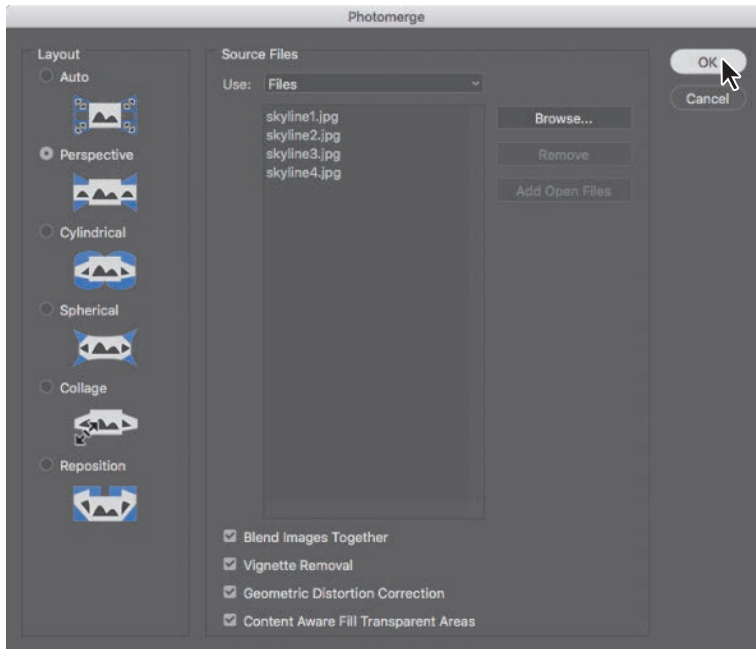 Photomerge
Layout
Auto
Perspective
Cylindrical
Spherical
Collage
Reposition
Source Files
Use: Files
skyline1.jpg
skyline2.jpg
skyline3.jpg
skyline4.jpg
Browse...
Remove
Add Open Files
Blend Images Together
Vignette Removal
Geometric Distortion Correction
Content Aware Fill Transparent Areas
OK
Cancel